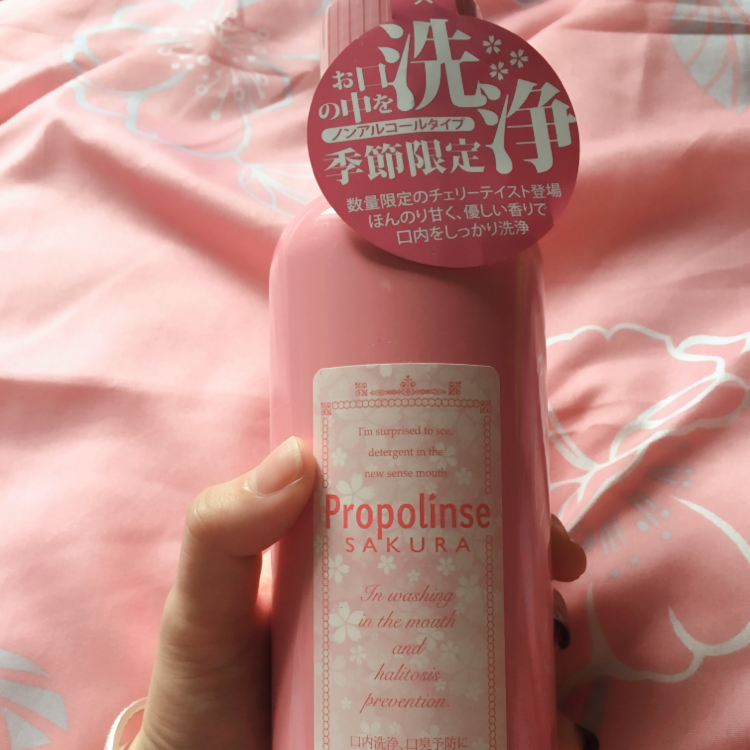 お口の中を洗浄
ノンアルコールタイプ
季節限定
数量限定のチェリーテイスト登場
ほんのり甘く、優しい香りで
口内をしっかり洗浄
I'm surprised to see,
detergent in the
new sense mouth
Propolinse
SAKURA
In washing
in the mouth
and
halitosis
prevention.
口内洗浄、口臭予防に